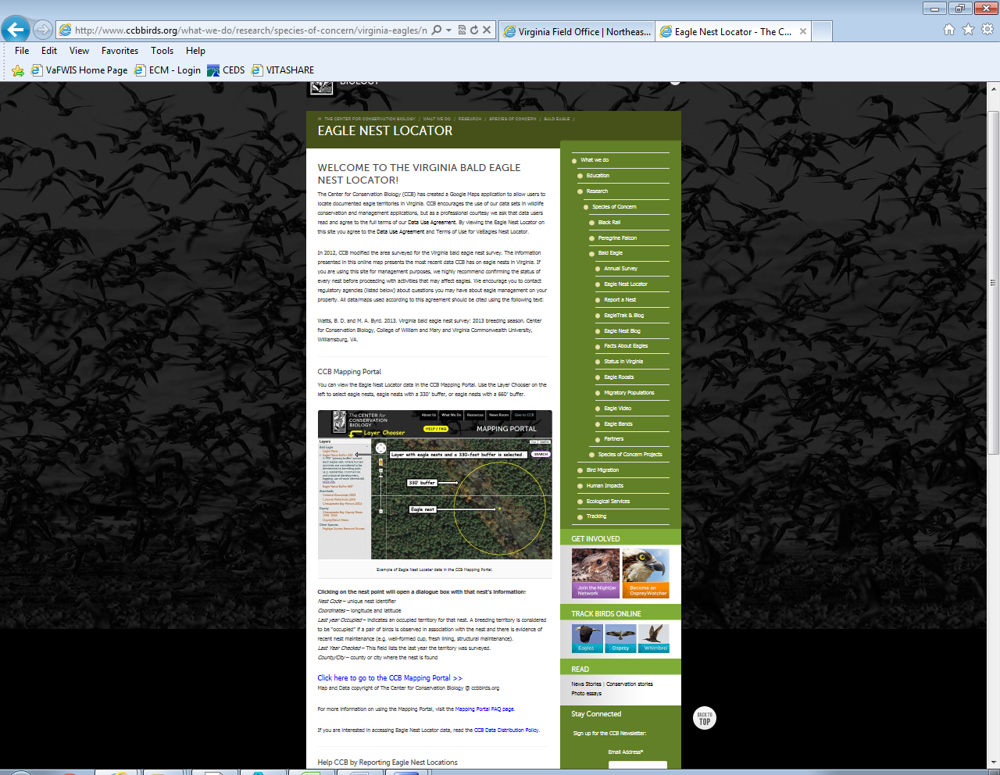 http://www.ccbbirds.org/what-we-do/research/species-of-concern/virginia-eagles/n
Virginia Field Office | Northeas...
Eagle Nest Locator - The C...
File Edit View Favorites Tools Help
VaFWIS Home Page ECM - Login CEDS VITASHARE
BIOLOGY
THE CENTER FOR CONSERVATION BIOLOGY / WHAT WE DO / RESEARCH / SPECIES OF CONCERN / BALD EAGLE /
EAGLE NEST LOCATOR
WELCOME TO THE VIRGINIA BALD EAGLE
NEST LOCATOR!
The Center for Conservation Biology (CCB) has created a Google Maps application to allow users to
locate documented eagle territories in Virginia. CCB encourages the use of our data sets in wildlife
conservation and management applications, but as a professional courtesy we ask that data users
read and agree to the full terms of our Data Use Agreement. By viewing the Eagle Nest Locator on
this site you agree to the Data Use Agreement and Terms of Use for VaEagles Nest Locator.
In 2012, CCB modified the area surveyed for the Virginia bald eagle nest survey. The information
presented in this online map presents the most recent data CCB has on eagle nests in Virginia. If
you are using this site for management purposes, we highly recommend confirming the status of
every nest before proceeding with activities that may affect eagles. We encourage you to contact
regulatory agencies (listed below) about questions you may have about eagle management on your
property. All data/maps used according to this agreement should be cited using the following text:
Watts, B. D. and M. A. Byrd. 2013. Virginia bald eagle nest survey: 2013 breeding season. Center
for Conservation Biology, College of William and Mary and Virginia Commonwealth University,
Williamsburg, VA.
CCB Mapping Portal
You can view the Eagle Nest Locator data in the CCB Mapping Portal. Use the Layer Chooser on the
left to select eagle nests, eagle nests with a 330' buffer, or eagle nests with a 660' buffer.
The CENTER for
CONSERVATION
BIOLOGY
About Us What We Do Resources News Room Give to CCB
Layer Chooser
HELP / FAQ
MAPPING PORTAL
Layers
Bald Eagle
Eagle Nests
Layer with eagle nests and a 330-foot buffer is selected.
SEARCH
330' buffer
Eagle nest
Eagle Nests Buffer 660'
Waterbirds
Colonial Waterbirds 2003
Osprey
OspreyWatch Nests
Other Species
Nightjar Survey Network Routes
Example of Eagle Nest Locater data in the CCB Mapping Portal.
Clicking on the nest point will open a dialogue box with that nest's information:
Nest Code – unique nest identifier
Coordinates – longitude and latitude
Last year Occupied – indicates an occupied territory for that nest. A breeding territory is considered
to be "occupied" if a pair of birds is observed in association with the nest and there is evidence of
recent nest maintenance (e.g. well-formed cup, fresh lining, structural maintenance).
Last Year Checked – This field lists the last year the territory was surveyed.
County/City – county or city where the nest is found
Click here to go to the CCB Mapping Portal >>
Map and Data copyright of The Center for Conservation Biology @ ccbbirds.org
For more information on using the Mapping Portal, visit the Mapping Portal FAQ page.
If you are interested in accessing Eagle Nest Locator data, read the CCB Data Distribution Policy.
Help CCB by Reporting Eagle Nest Locations
What we do
Education
Research
Species of Concern
Black Rail
Peregrine Falcon
Bald Eagle
Annual Survey
Eagle Nest Locator
Report a Nest
EagleTrak & Blog
Eagle Nest Blog
Facts About Eagles
Status in Virginia
Eagle Roosts
Migratory Populations
Eagle Video
Eagle Bands
Partners
Species of Concern Projects
Bird Migration
Human Impacts
Ecological Services
Tracking
GET INVOLVED
Join the Nightjar
Network
Become an
OspreyWatcher
TRACK BIRDS ONLINE
Eagles Osprey Whimbrel
READ
News Stories | Conservation stories
Photo essays
Stay Connected
Sign up for the CCB Newsletter:
Email Address*
BACK TO
TOP